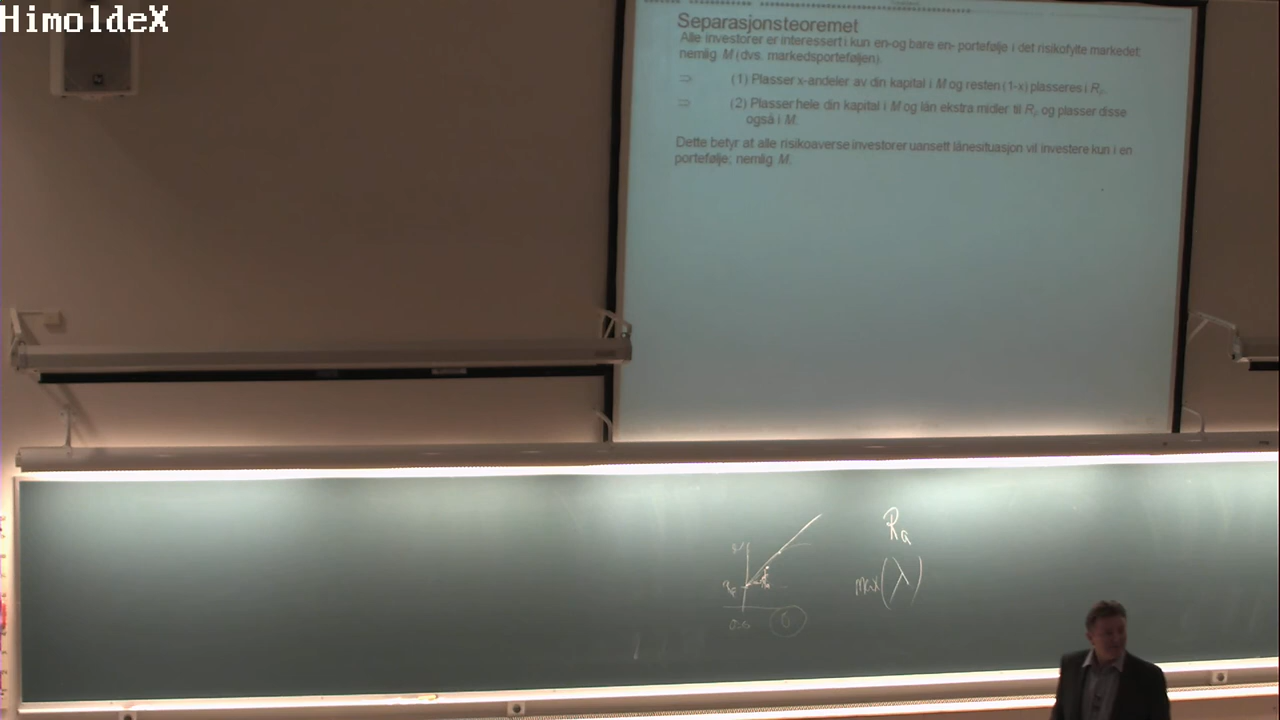 HimoldeX
Separasjonsteoremet
Alle investorer er interessert i kun en-og bare en- portefølje i det risikofylte markedet;
nemlig M (dvs. markedsporteføljen).
⇒ (1) Plasser x-andeler av din kapital i M og resten (1-x) plasseres i R
⇒ (2) Plasser hele din kapital i M og lån ekstra midler til R og plasser disse
også i M.
Dette betyr at alle risikoaverse investorer uansett lånesituasjon vil investere kun i en
portefølje; nemlig M.
Ra
max(λ)
0.0 σ